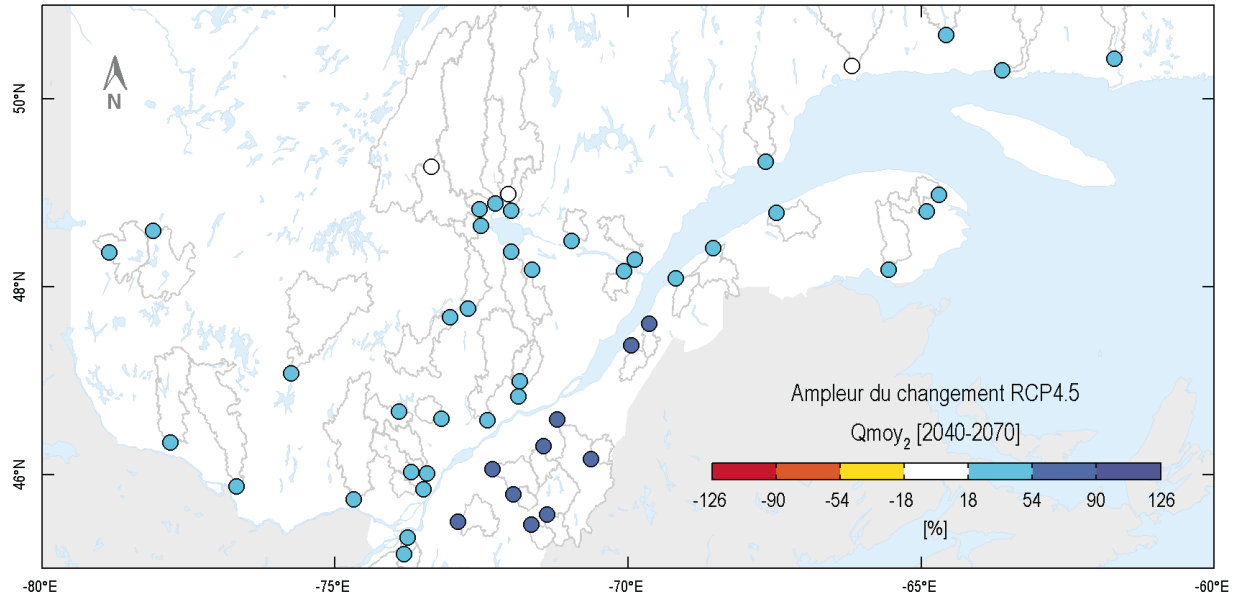 N
50°N
48°N
46°N
Ampleur du changement RCP4.5
Qmoy₂ [2040-2070]
-126 -90 -54 -18 18 54 90 126
[%]
-80°E -75°E -70°E -65°E -60°E